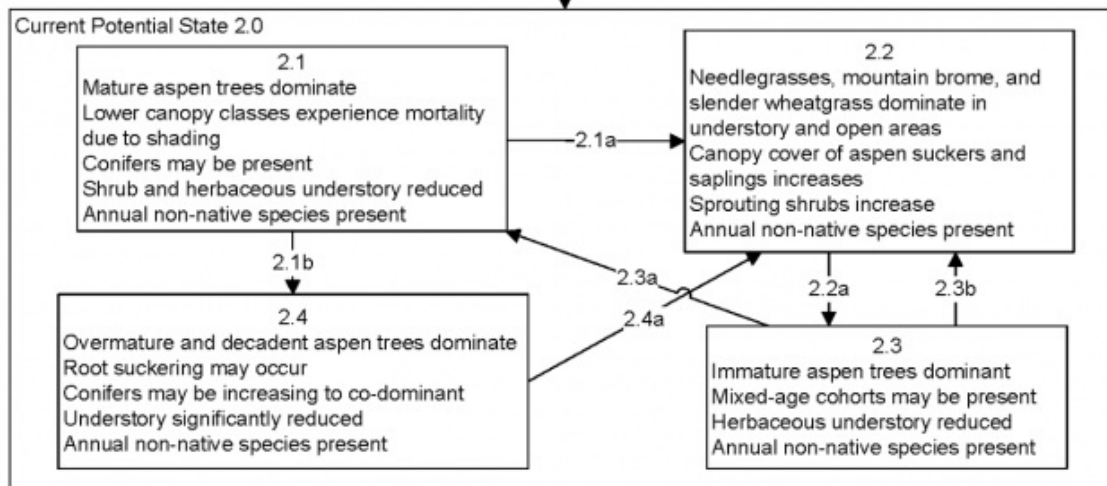 Current Potential State 2.0
2.1
Mature aspen trees dominate
Lower canopy classes experience mortality
due to shading
Conifers may be present
Shrub and herbaceous understory reduced
Annual non-native species present
2.1a
2.2
Needlegrasses, mountain brome, and
slender wheatgrass dominate in
understory and open areas
Canopy cover of aspen suckers and
saplings increases
Sprouting shrubs increase
Annual non-native species present
2.1b
2.3a
2.4a
2.2a
2.3b
2.4
Overmature and decadent aspen trees dominate
Root suckering may occur
Conifers may be increasing to co-dominant
Understory significantly reduced
Annual non-native species present
2.3
Immature aspen trees dominant
Mixed-age cohorts may be present
Herbaceous understory reduced
Annual non-native species present